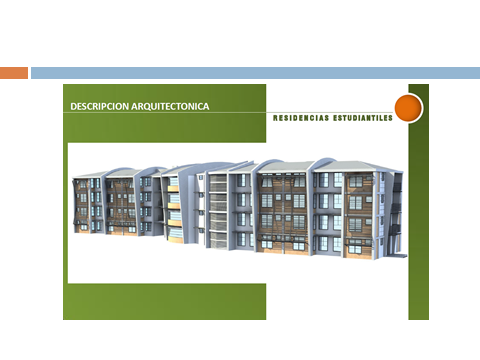 DESCRIPCION ARQUITECTONICA
RESIDENCIAS ESTUDIANTILES